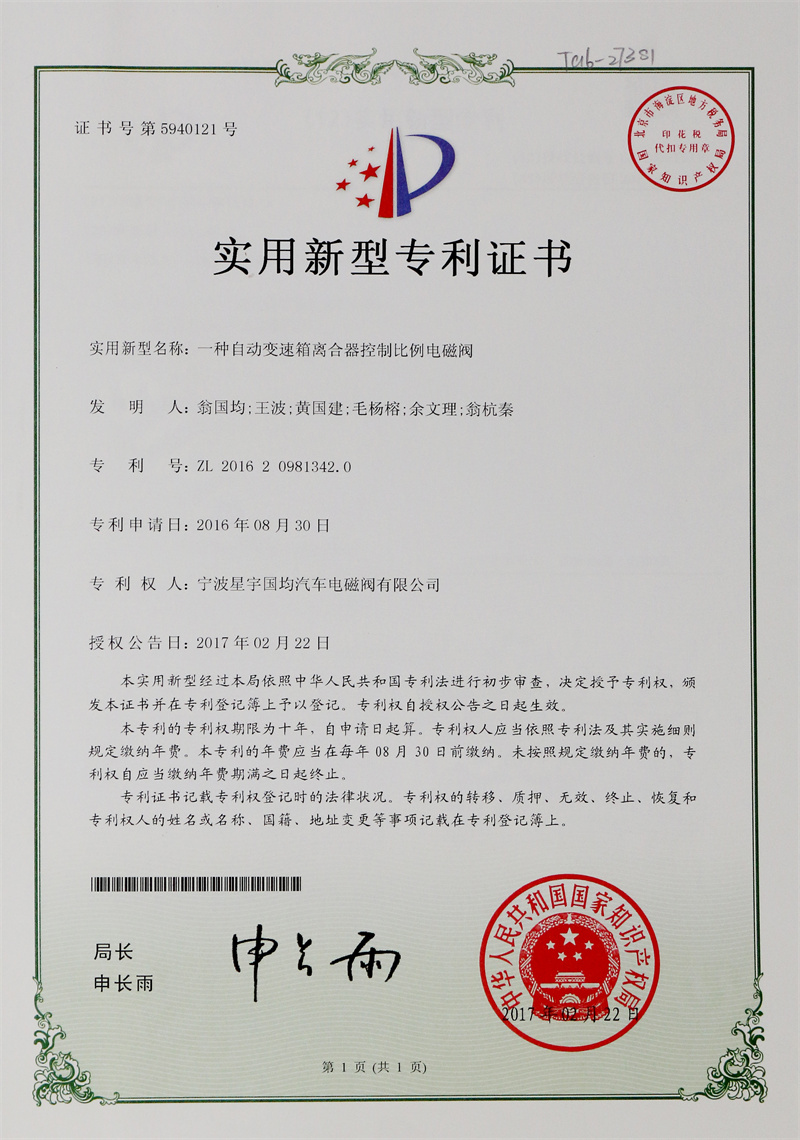 Tab-27381
证书号第5940121号
北京市海淀区地方税务局
印花税
代扣专用章
国家知识产权局
实用新型专利证书
实用新型名称：一种自动变速箱离合器控制比例电磁阀
发明人：翁国均;王波;黄国建;毛杨榕;余文理;翁杭秦
专利号：ZL 2016 2 0981342.0
专利申请日：2016年08月30日
专利权人：宁波星宇国均汽车电磁阀有限公司
授权公告日：2017年02月22日
本实用新型经过本局依照中华人民共和国专利法进行初步审查，决定授予专利权，颁
发本证书并在专利登记簿上予以登记。专利权自授权公告之日起生效。
本专利的专利权期限为十年，自申请日起算。专利权人应当依照专利法及其实施细则
规定缴纳年费。本专利的年费应当在每年08月30日前缴纳。未按照规定缴纳年费的，专
利权自应当缴纳年费期满之日起终止。
专利证书记载专利权登记时的法律状况。专利权的转移、质押、无效、终止、恢复和
专利权人的姓名或名称、国籍、地址变更等事项记载在专利登记簿上。
局长
申长雨
申长雨
中华人民共和国国家知识产权局
2017年02月22日
第1页(共1页)